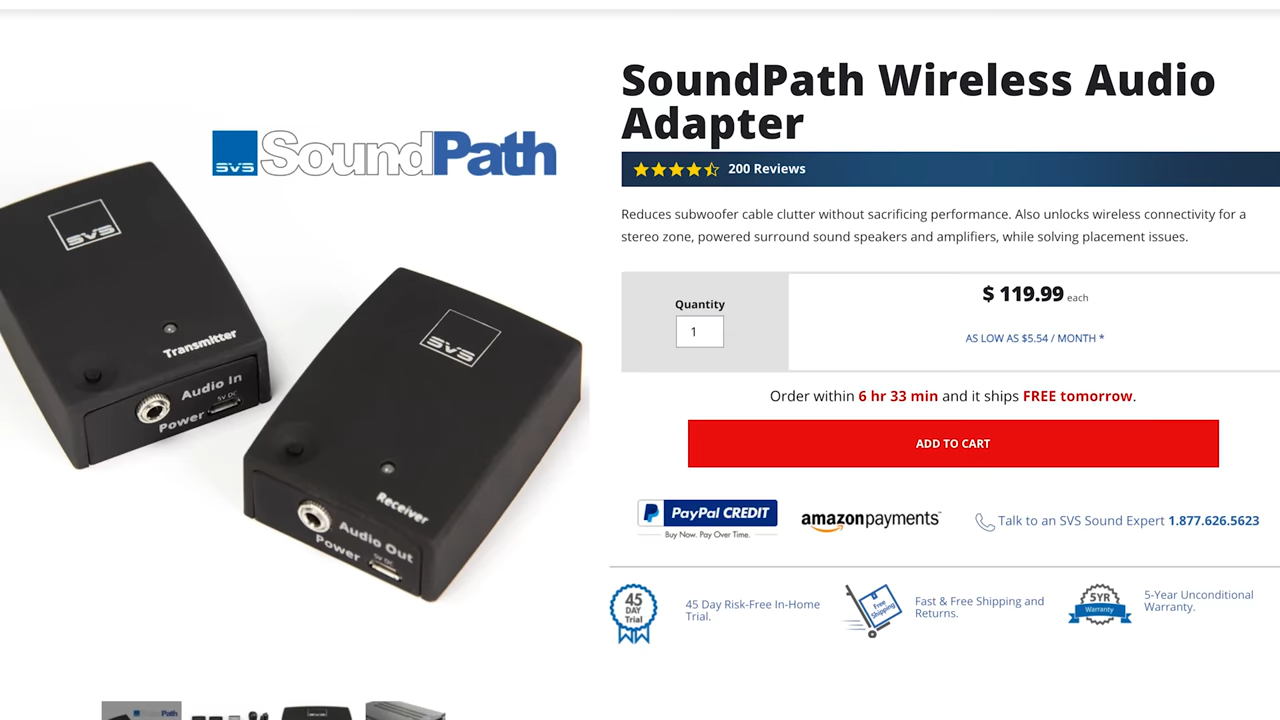 SVS SoundPath
SVS
Transmitter
Audio In
5V DC
Power
SVS
Receiver
Audio Out
5V DC
Power
SoundPath Wireless Audio
Adapter
200 Reviews
Reduces subwoofer cable clutter without sacrificing performance. Also unlocks wireless connectivity for a
stereo zone, powered surround sound speakers and amplifiers, while solving placement issues.
Quantity
1
$ 119.99 each
AS LOW AS $5.54 / MONTH *
Order within 6 hr 33 min and it ships FREE tomorrow.
ADD TO CART
PayPal CREDIT
Buy Now. Pay Over Time.
amazonpayments
Talk to an SVS Sound Expert 1.877.626.5623
45
DAY
Trial
45 Day Risk-Free In-Home
Trial.
Free
Shipping
Fast & Free Shipping and
Returns.
5YR
Warranty
5-Year Unconditional
Warranty.
SoundPath